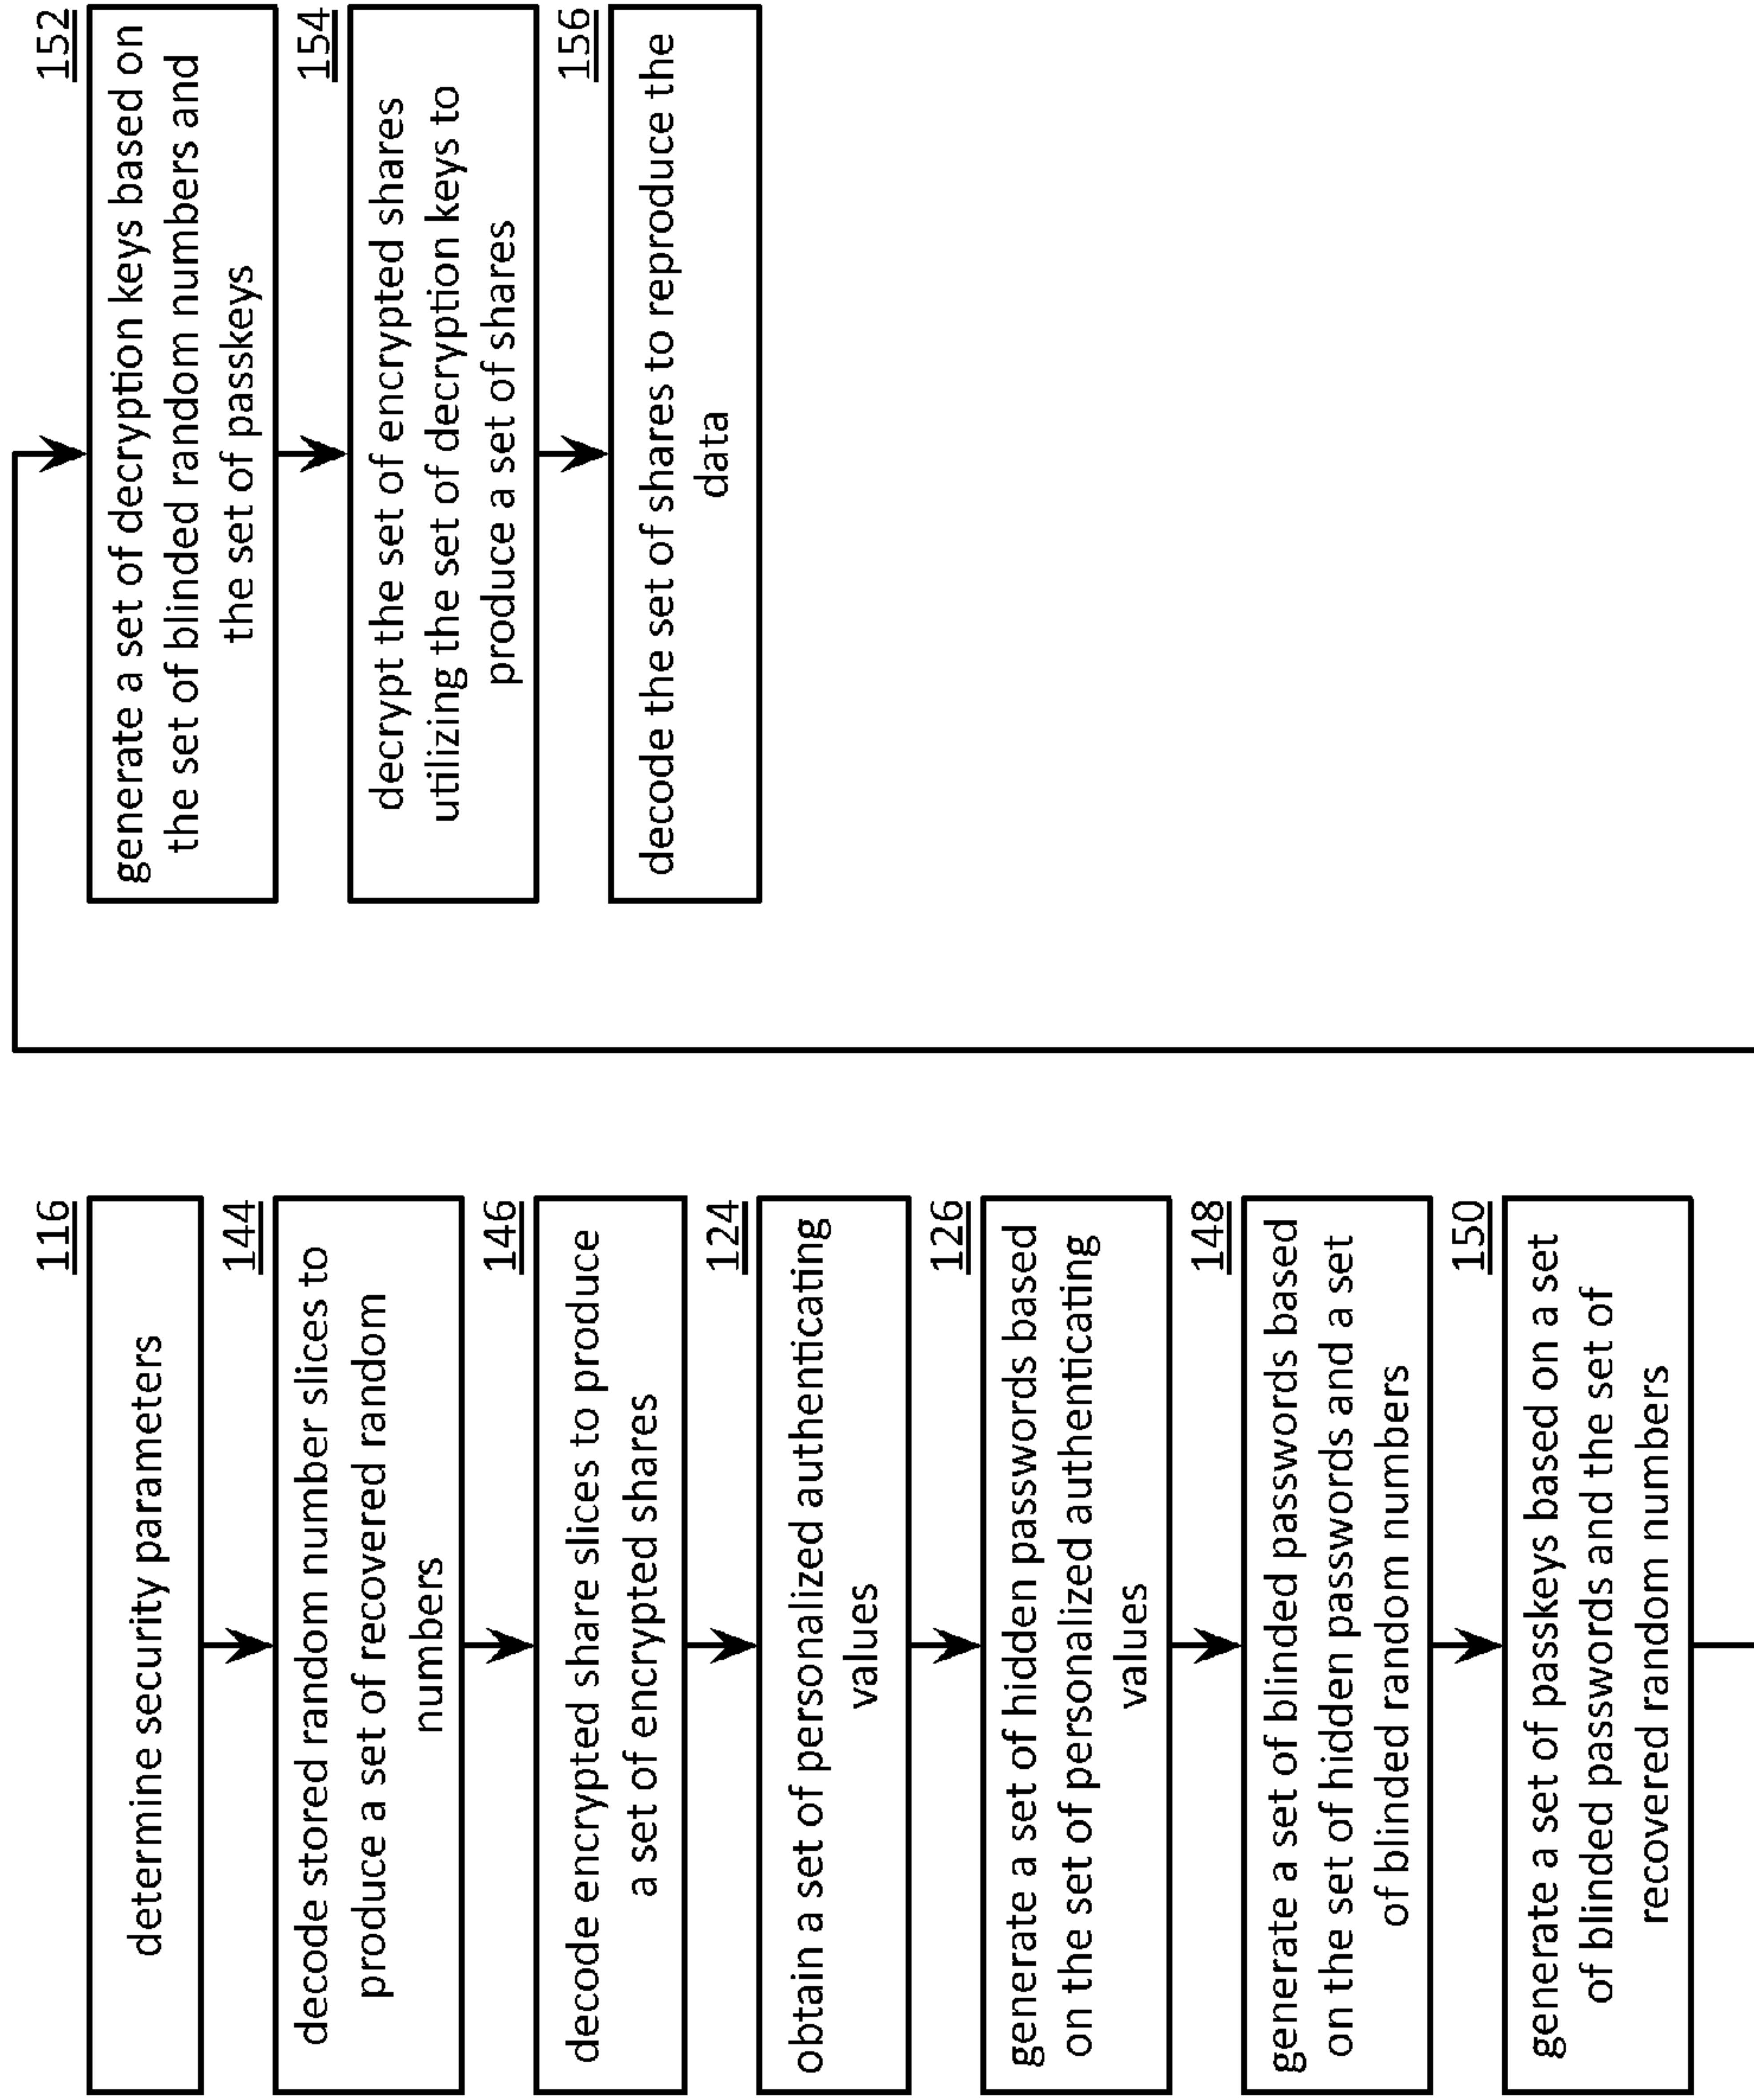 116
determine security parameters
144
decode stored random number slices to
produce a set of recovered random
numbers
146
decode encrypted share slices to produce
a set of encrypted shares
124
obtain a set of personalized authenticating
values
126
generate a set of hidden passwords based
on the set of personalized authenticating
values
148
generate a set of blinded passwords based
on the set of hidden passwords and a set
of blinded random numbers
150
generate a set of passkeys based on a set
of blinded passwords and the set of
recovered random numbers
152
generate a set of decryption keys based on
the set of blinded random numbers and
the set of passkeys
154
decrypt the set of encrypted shares
utilizing the set of decryption keys to
produce a set of shares
156
decode the set of shares to reproduce the
data